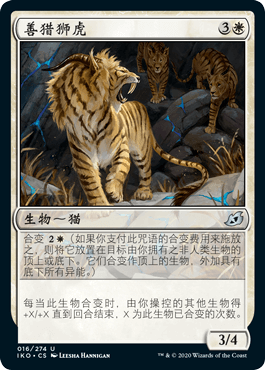 善猎狮虎 3
生物～猫
合变 2（如果你支付此咒语的合变费用来施放
之，则将它放置在目标由你拥有之非人类生物的
顶上或底下。它们合变作顶上的生物，外加具有
底下所有异能。）
每当此生物合变时，由你操控的其他生物得
+X/+X 直到回合结束，X 为此生物已合变的次数。
3/4
016/274 U
IKO • CS LEESHA HANNIGAN
™ & © 2020 Wizards of the Coast